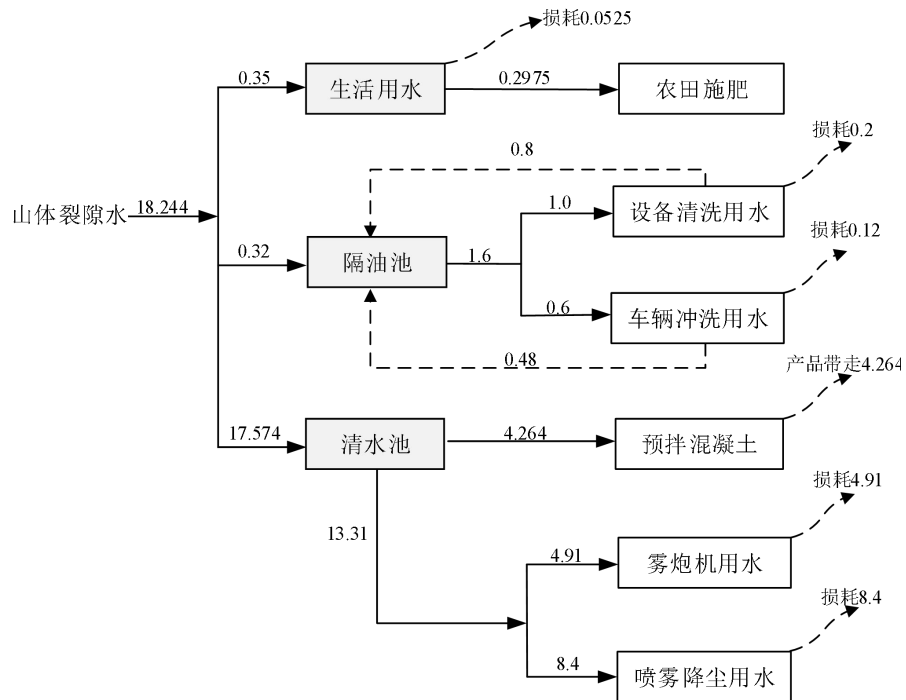 损耗0.0525
0.35
生活用水
0.2975
农田施肥
损耗0.2
0.8
山体裂隙水
18.244
1.0
设备清洗用水
0.32
隔油池
1.6
损耗0.12
0.6
车辆冲洗用水
0.48
产品带走4.264
17.574
清水池
4.264
预拌混凝土
损耗4.91
13.31
4.91
雾炮机用水
损耗8.4
8.4
喷雾降尘用水